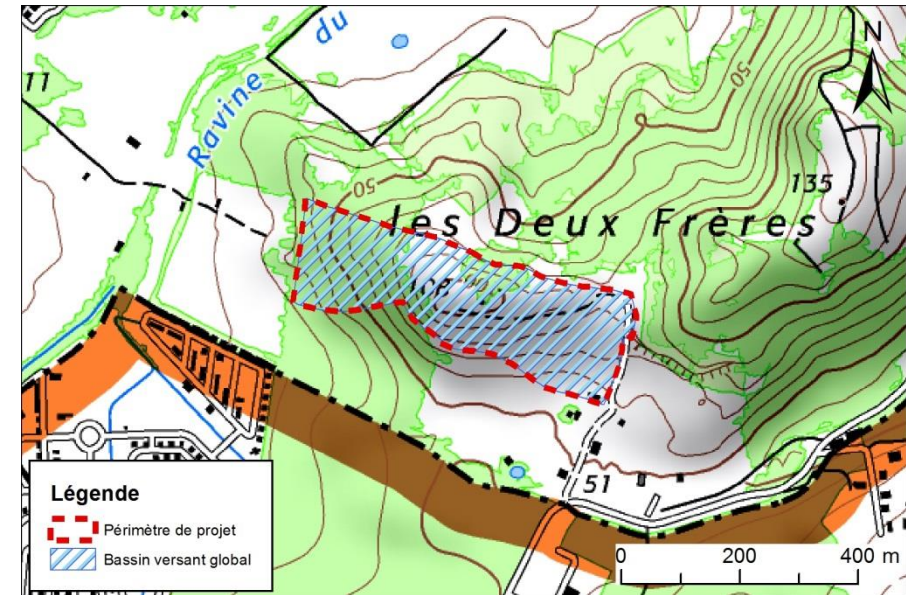 du
Ravine
N
11
50
50
les Deux Frères
135
51
Légende
Périmètre de projet
Bassin versant global
0 200 400 m